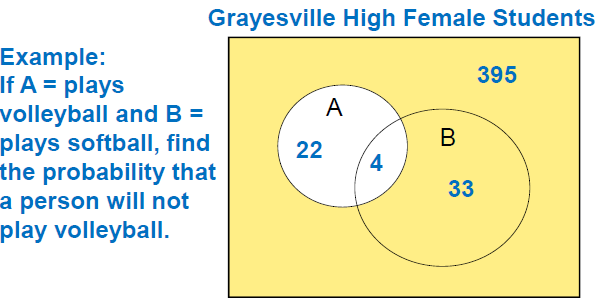 Grayesville High Female Students
Example:
If A = plays
volleyball and B =
plays softball, find
the probability that
a person will not
play volleyball.
395
A
B
22
4
33